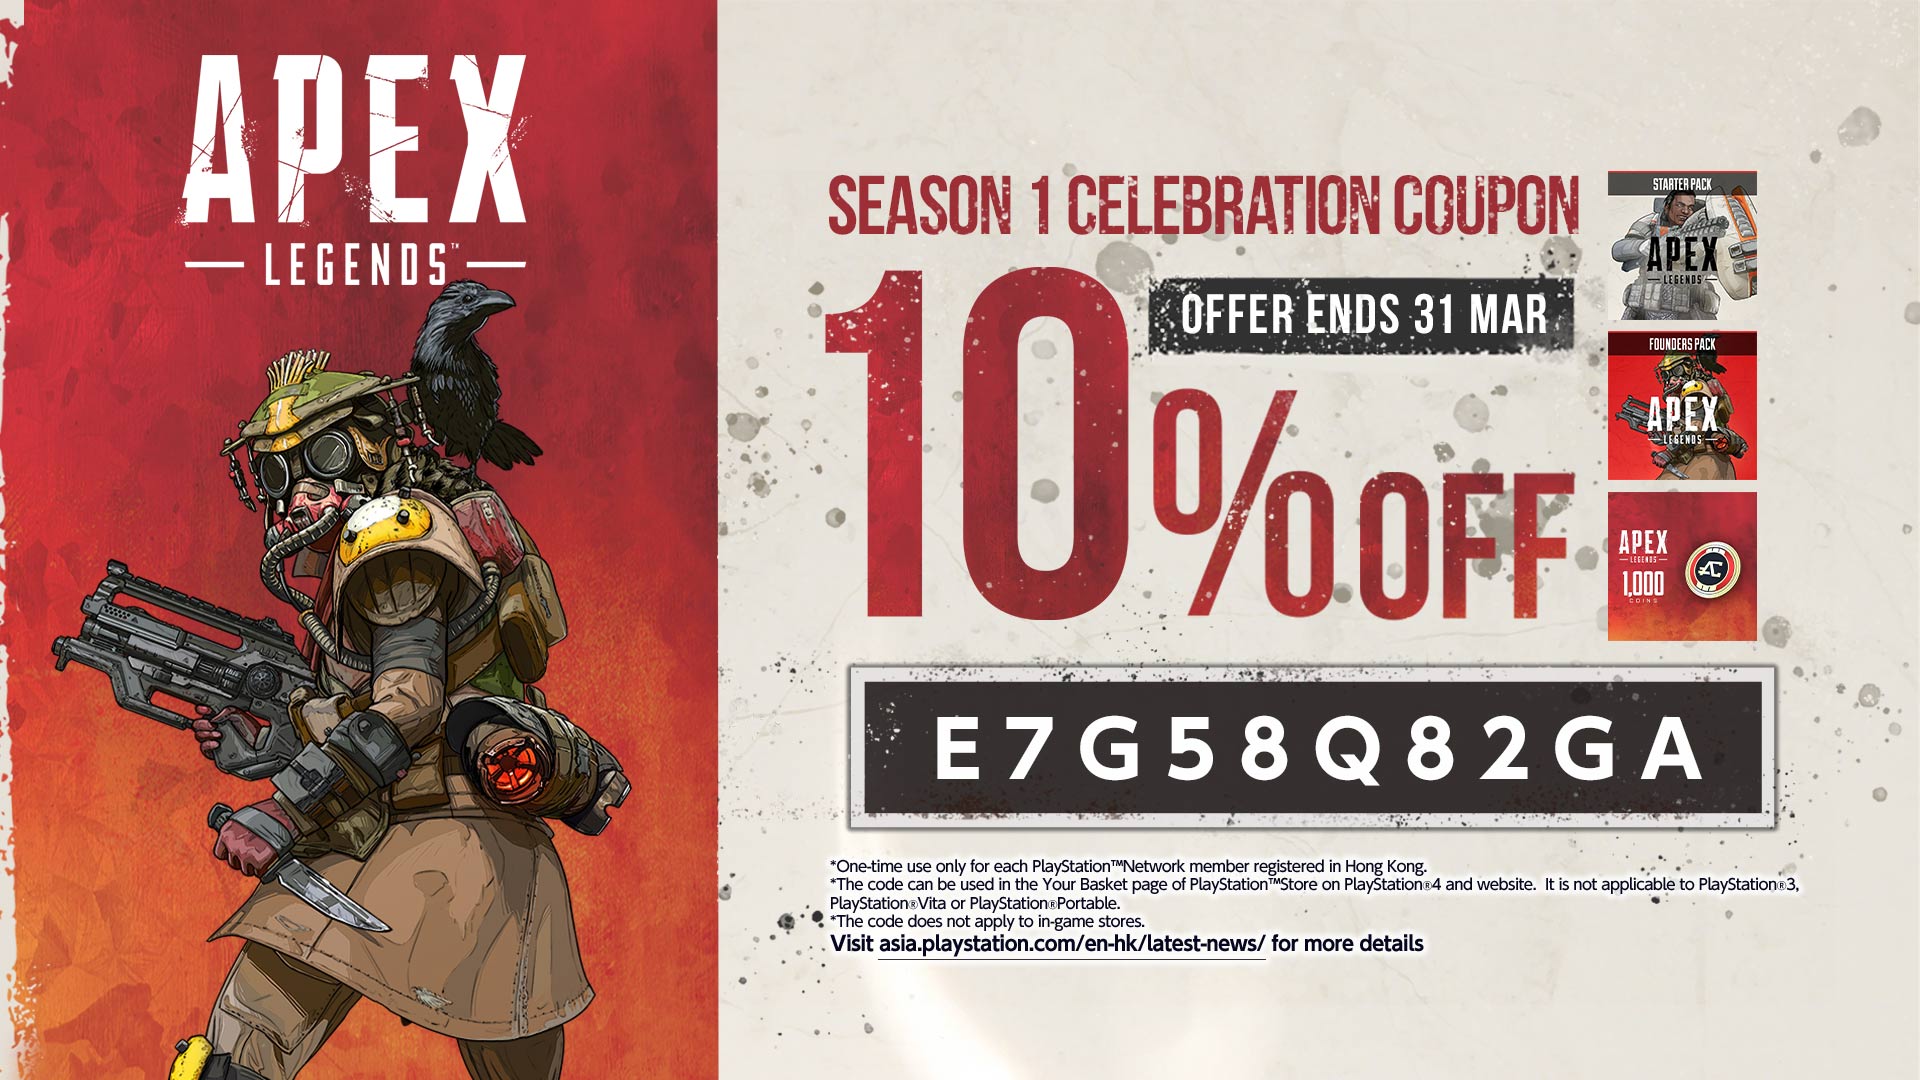 APEX
LEGENDS™
SEASON 1 CELEBRATION COUPON
10%OFF
OFFER ENDS 31 MAR
STARTER PACK
APEX
LEGENDS
FOUNDERS PACK
APEX
LEGENDS
APEX
LEGENDS
1,000
COINS
E7G58Q82GA
*One-time use only for each PlayStation™Network member registered in Hong Kong.
*The code can be used in the Your Basket page of PlayStation™Store on PlayStation®4 and website. It is not applicable to PlayStation®3,
PlayStation®Vita or PlayStation®Portable.
*The code does not apply to in-game stores.
Visit asia.playstation.com/en-hk/latest-news/ for more details